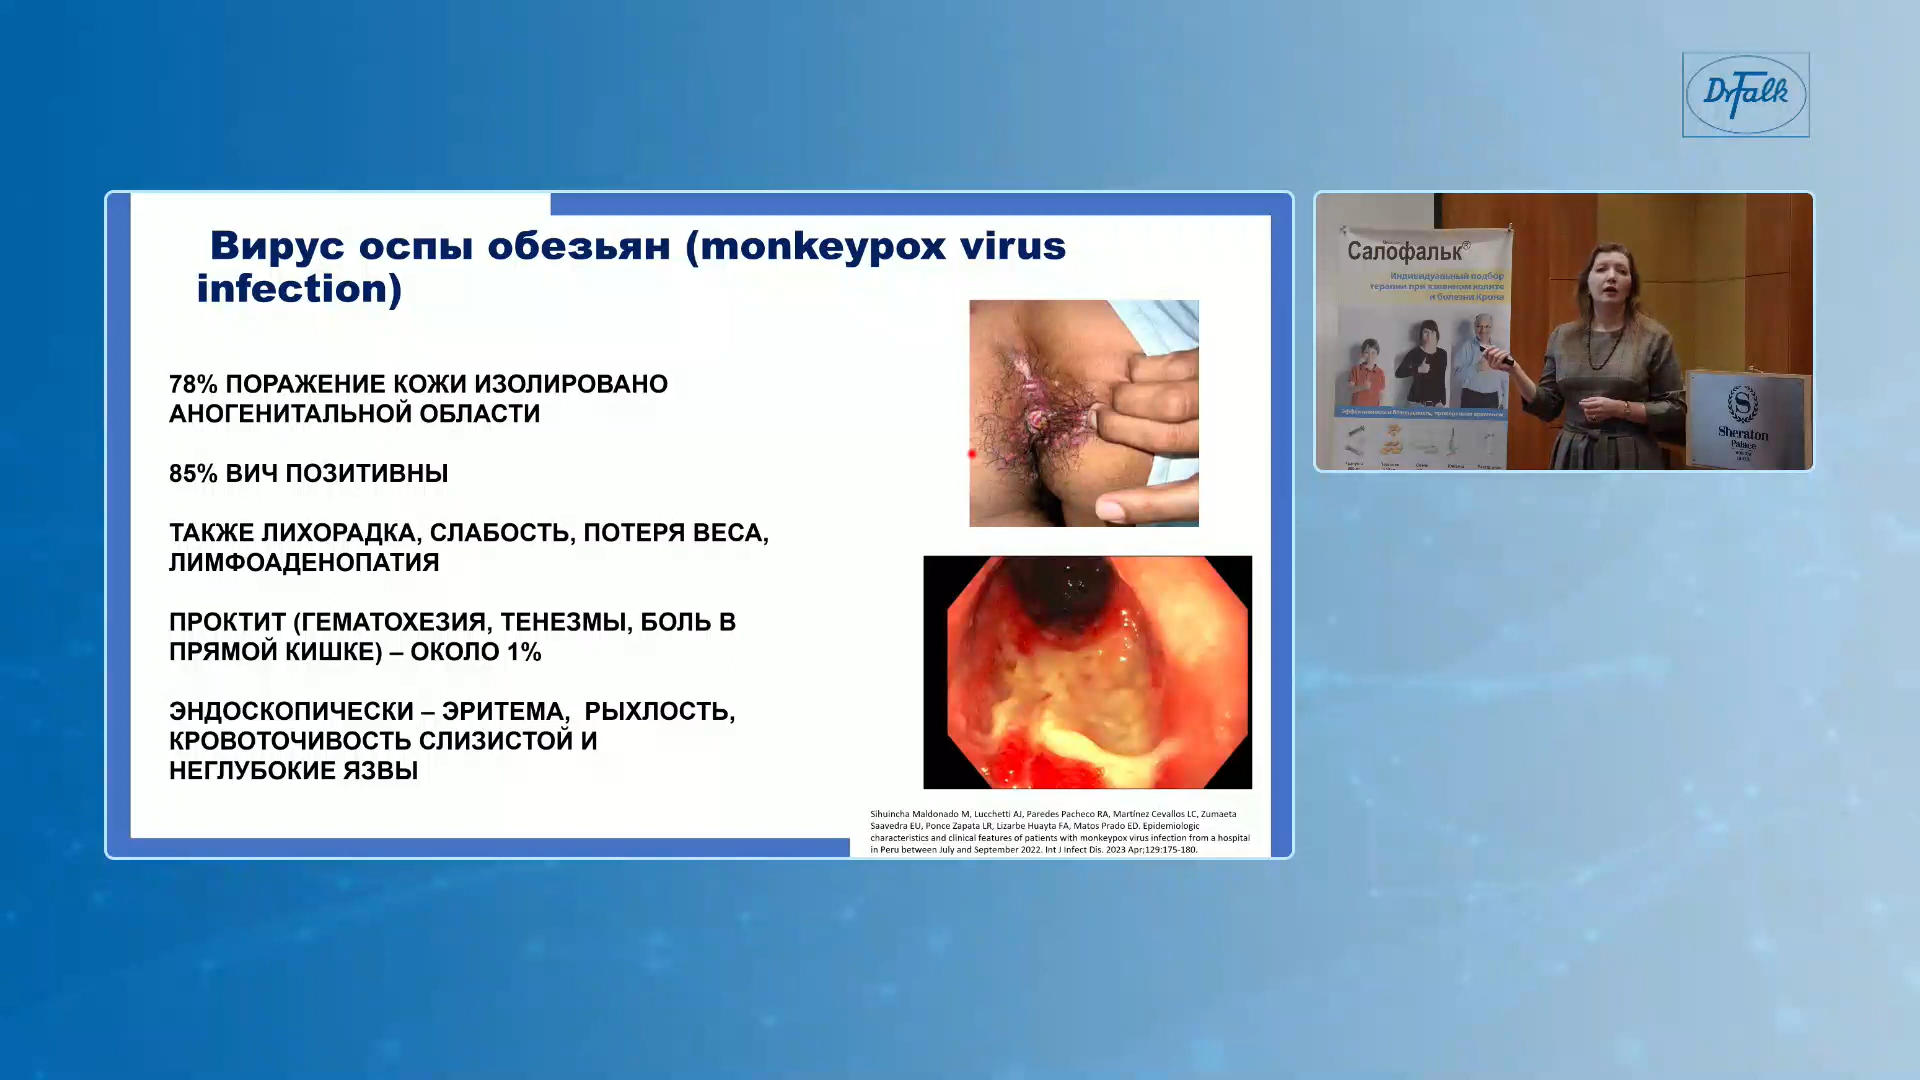 Dr Falk
Вирус оспы обезьян (monkeypox virus
infection)
78% ПОРАЖЕНИЕ КОЖИ ИЗОЛИРОВАНО
АНОГЕНИТАЛЬНОЙ ОБЛАСТИ
85% ВИЧ ПОЗИТИВНЫ
ТАКЖЕ ЛИХОРАДКА, СЛАБОСТЬ, ПОТЕРЯ ВЕСА,
ЛИМФОАДЕНОПАТИЯ
ПРОКТИТ (ГЕМАТОХЕЗИЯ, ТЕНЕЗМЫ, БОЛЬ В
ПРЯМОЙ КИШКЕ) – ОКОЛО 1%
ЭНДОСКОПИЧЕСКИ – ЭРИТЕМА, РЫХЛОСТЬ,
КРОВОТОЧИВОСТЬ СЛИЗИСТОЙ И
НЕГЛУБОКИЕ ЯЗВЫ
Sihuincha Maldonado M, Lucchetti AJ, Paredes Pacheco RA, Martínez Cevallos LC, Zumaeta
Saavedra EU, Ponce Zapata LR, Lizarbe Huayta FA, Matos Prado ED. Epidemiologic
characteristics and clinical features of patients with monkeypox virus infection from a hospital
in Peru between July and September 2022. Int J Infect Dis. 2023 Apr;129:175-180.
Салофальк®
Индивидуальный подбор
терапии при язвенном колите
и болезни Крона
S
Sheraton
Palace